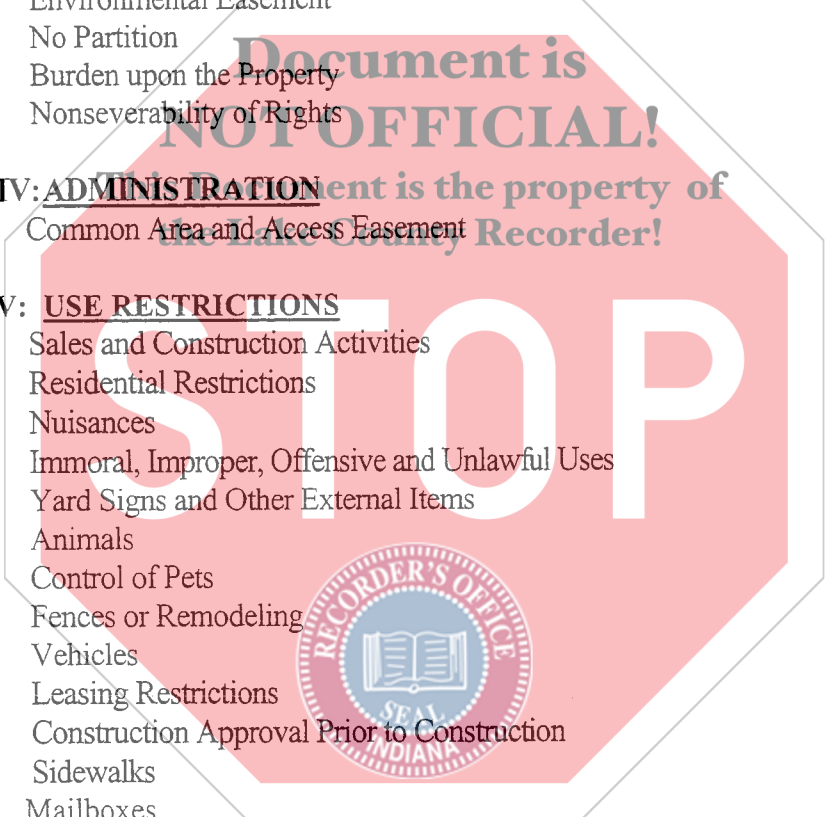 Environmental Easement
No Partition
Burden upon the Property
Nonseverability of Rights
Document is
NOT OFFICIAL!
This Document is the property of
the Lake County Recorder!
IV: ADMINISTRATION
Common Area and Access Easement
V: USE RESTRICTIONS
Sales and Construction Activities
Residential Restrictions
Nuisances
Immoral, Improper, Offensive and Unlawful Uses
Yard Signs and Other External Items
Animals
Control of Pets
Fences or Remodeling
Vehicles
Leasing Restrictions
Construction Approval Prior to Construction
Sidewalks
Mailboxes
STOP
RECORDER'S OFFICE
SEAL
INDIANA